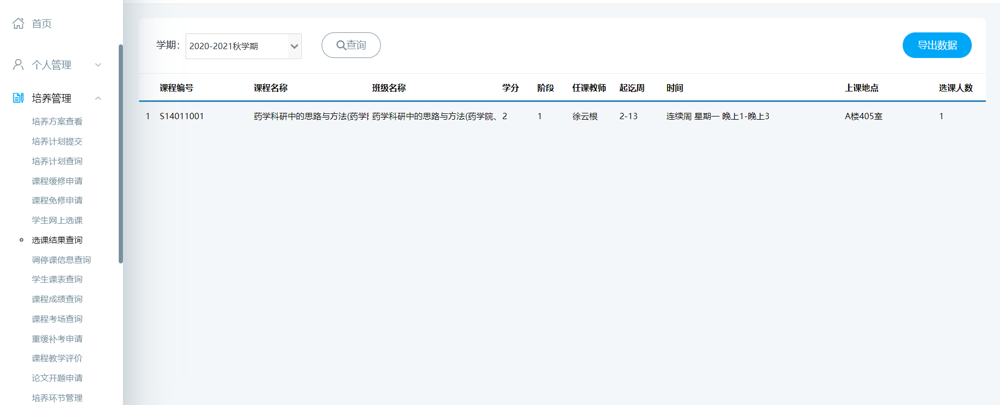 首页
个人管理
培养管理
培养方案查看
培养计划提交
培养计划查询
课程缓修申请
课程免修申请
学生网上选课
选课结果查询
调停课信息查询
学生课表查询
课程成绩查询
课程考场查询
重缓补考申请
课程教学评价
论文开题申请
培养环节管理
学期： 2020-2021秋学期 查询 导出数据
课程编号 课程名称 班级名称 学分 阶段 任课教师 起讫周 时间 上课地点 选课人数
1 S14011001 药学科研中的思路与方法(药学 药学科研中的思路与方法(药学院、 2 1 徐云根 2-13 连续周 星期一 晚上1-晚上3 A楼405室 1